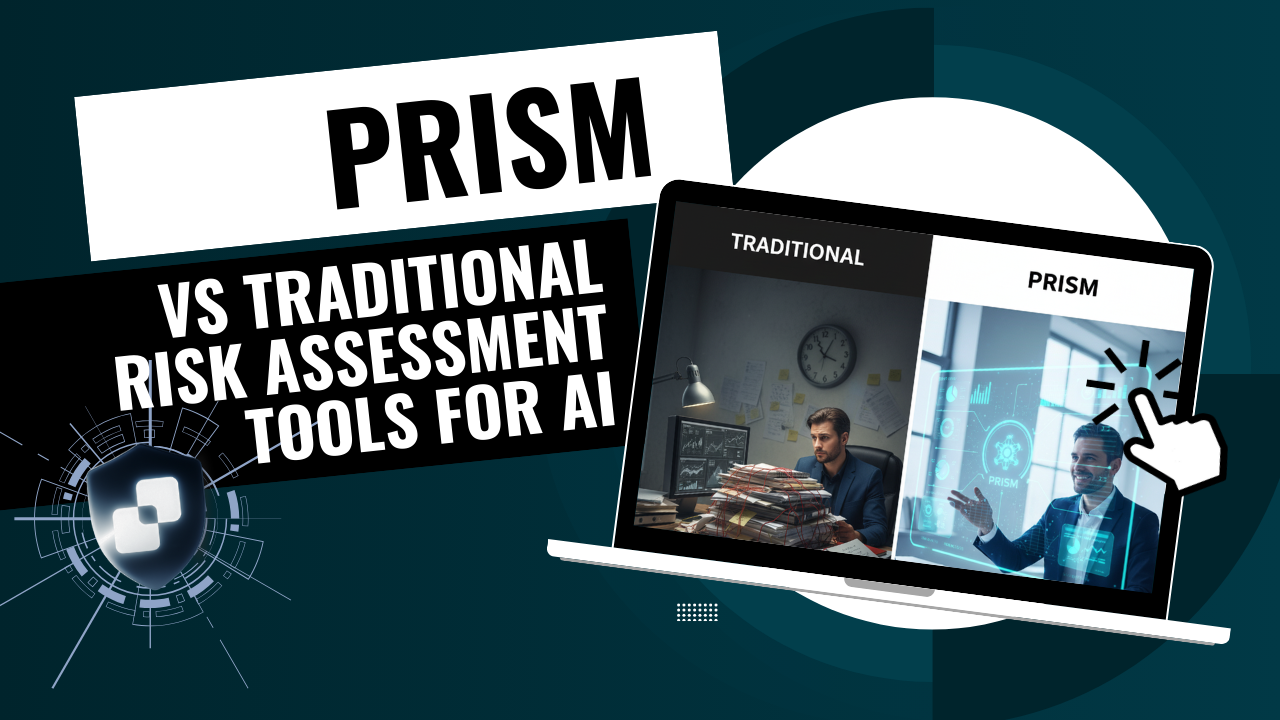 PRISM
VS TRADITIONAL
RISK ASSESSMENT
TOOLS FOR AI
TRADITIONAL
PRISM
PRISM